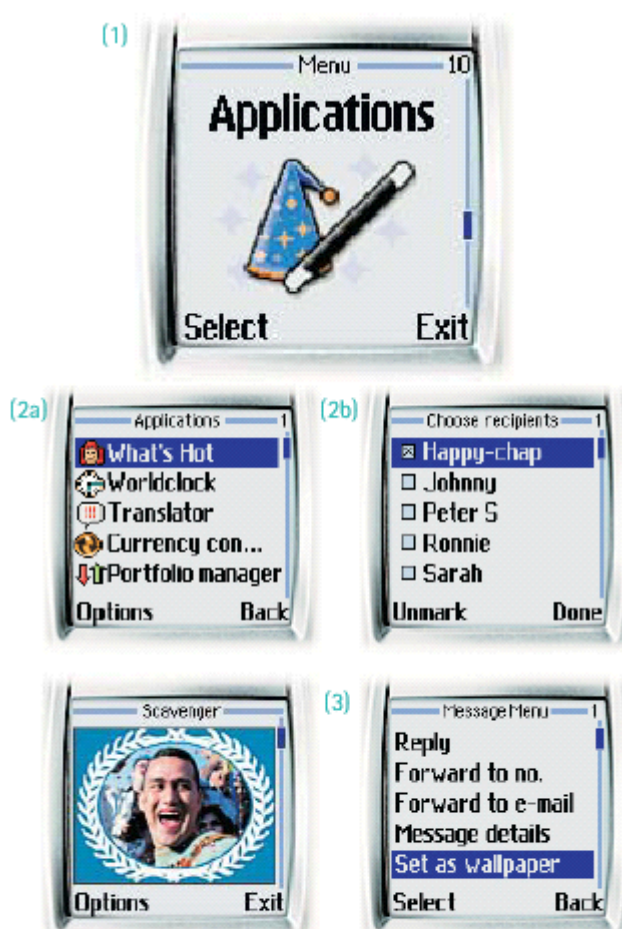 (1)
Menu 10
Applications
Select Exit
(2a)
Applications 1
What's Hot
Worldclock
Translator
Currency con...
Portfolio manager
Options Back
(2b)
Choose recipients 1
Happy-chap
Johnny
Peter S
Ronnie
Sarah
Unmark Done
Scavenger
Options Exit
(3)
Message Menu 1
Reply
Forward to no.
Forward to e-mail
Message details
Set as wallpaper
Select Back